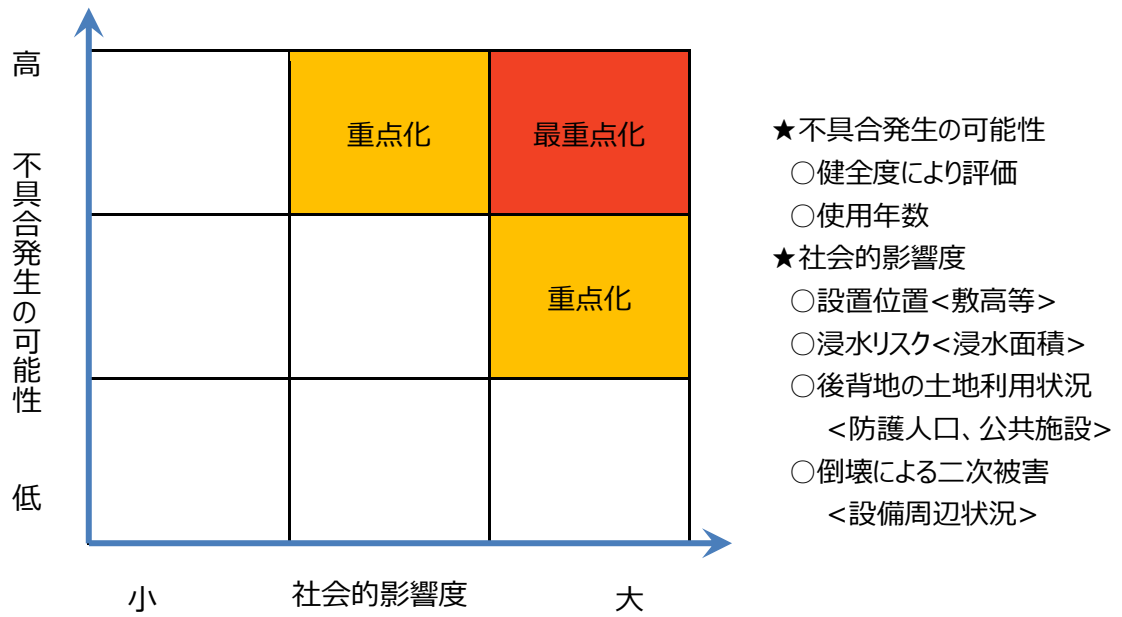 高
不具合発生の可能性
低
重点化
最重点化
重点化
小
社会的影響度
大
★不具合発生の可能性
○健全度により評価
○使用年数
★社会的影響度
○設置位置<敷高等>
○浸水リスク<浸水面積>
○後背地の土地利用状況
<防護人口、公共施設>
○倒壊による二次被害
<設備周辺状況>